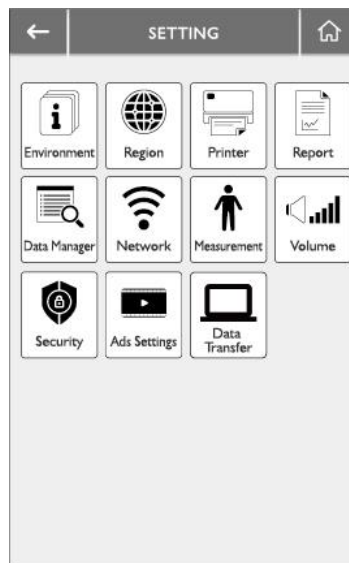 SETTING
Environment
Region
Printer
Report
Data Manager
Network
Measurement
Volume
Security
Ads Settings
Data
Transfer